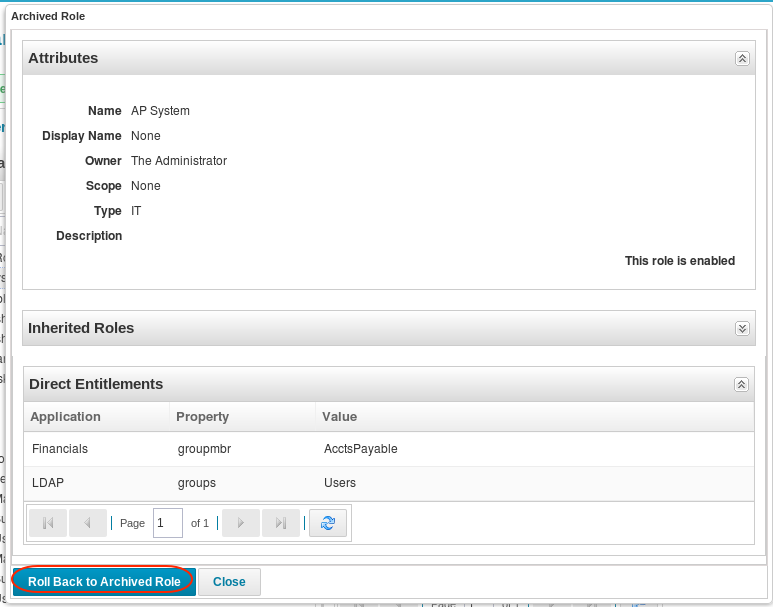 Archived Role
Attributes
Name AP System
Display Name None
Owner The Administrator
Scope None
Type IT
Description
This role is enabled
Inherited Roles
Direct Entitlements
Application Property Value
Financials groupmbr AcctsPayable
LDAP groups Users
Page 1 of 1
Roll Back to Archived Role Close